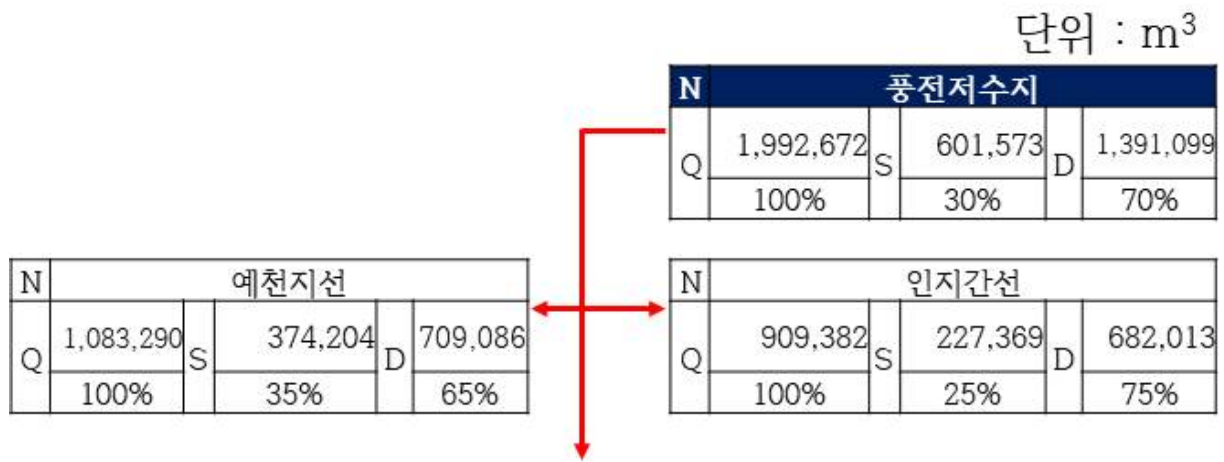 단위 : m³
N 풍전저수지
Q 1,992,672 S 601,573 D 1,391,099
100% 30% 70%
N 예천지선
Q 1,083,290 S 374,204 D 709,086
100% 35% 65%
N 인지간선
Q 909,382 S 227,369 D 682,013
100% 25% 75%